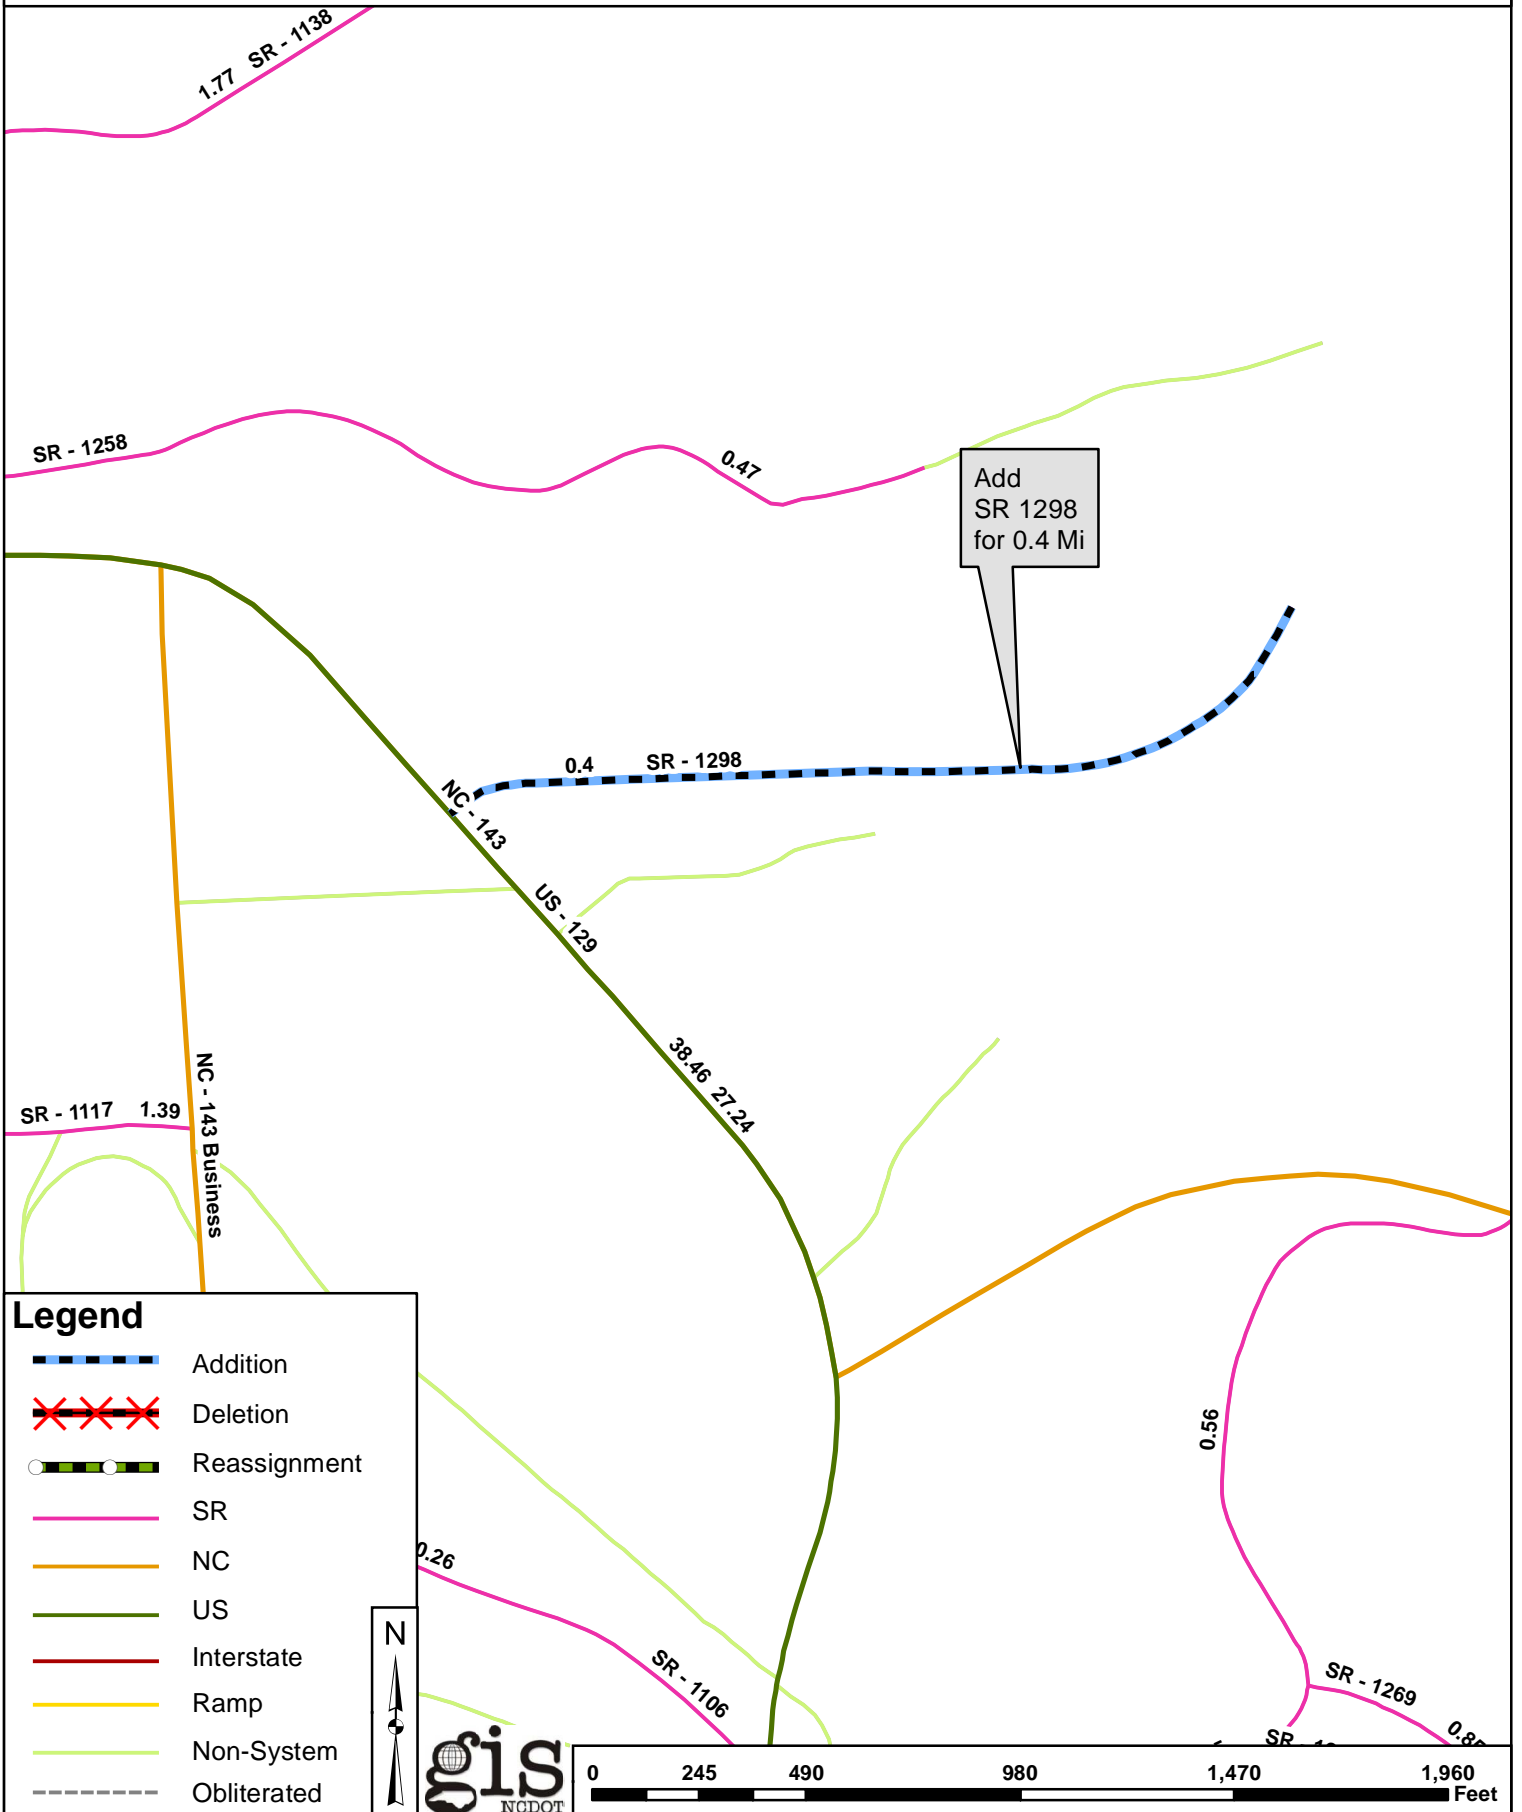 1.77 SR - 1138
SR - 1258
0.47
Add
SR 1298
for 0.4 Mi
0.4 SR - 1298
NC - 143
US - 129
38.46 27.24
NC - 143 Business
SR - 1117 1.39
0.56
0.26
SR - 1106
SR - 1269
SR
Legend
Addition
Deletion
Reassignment
SR
NC
US
Interstate
Ramp
Non-System
Obliterated
N
gis
NCDOT
0 245 490 980 1,470 1,960
Feet